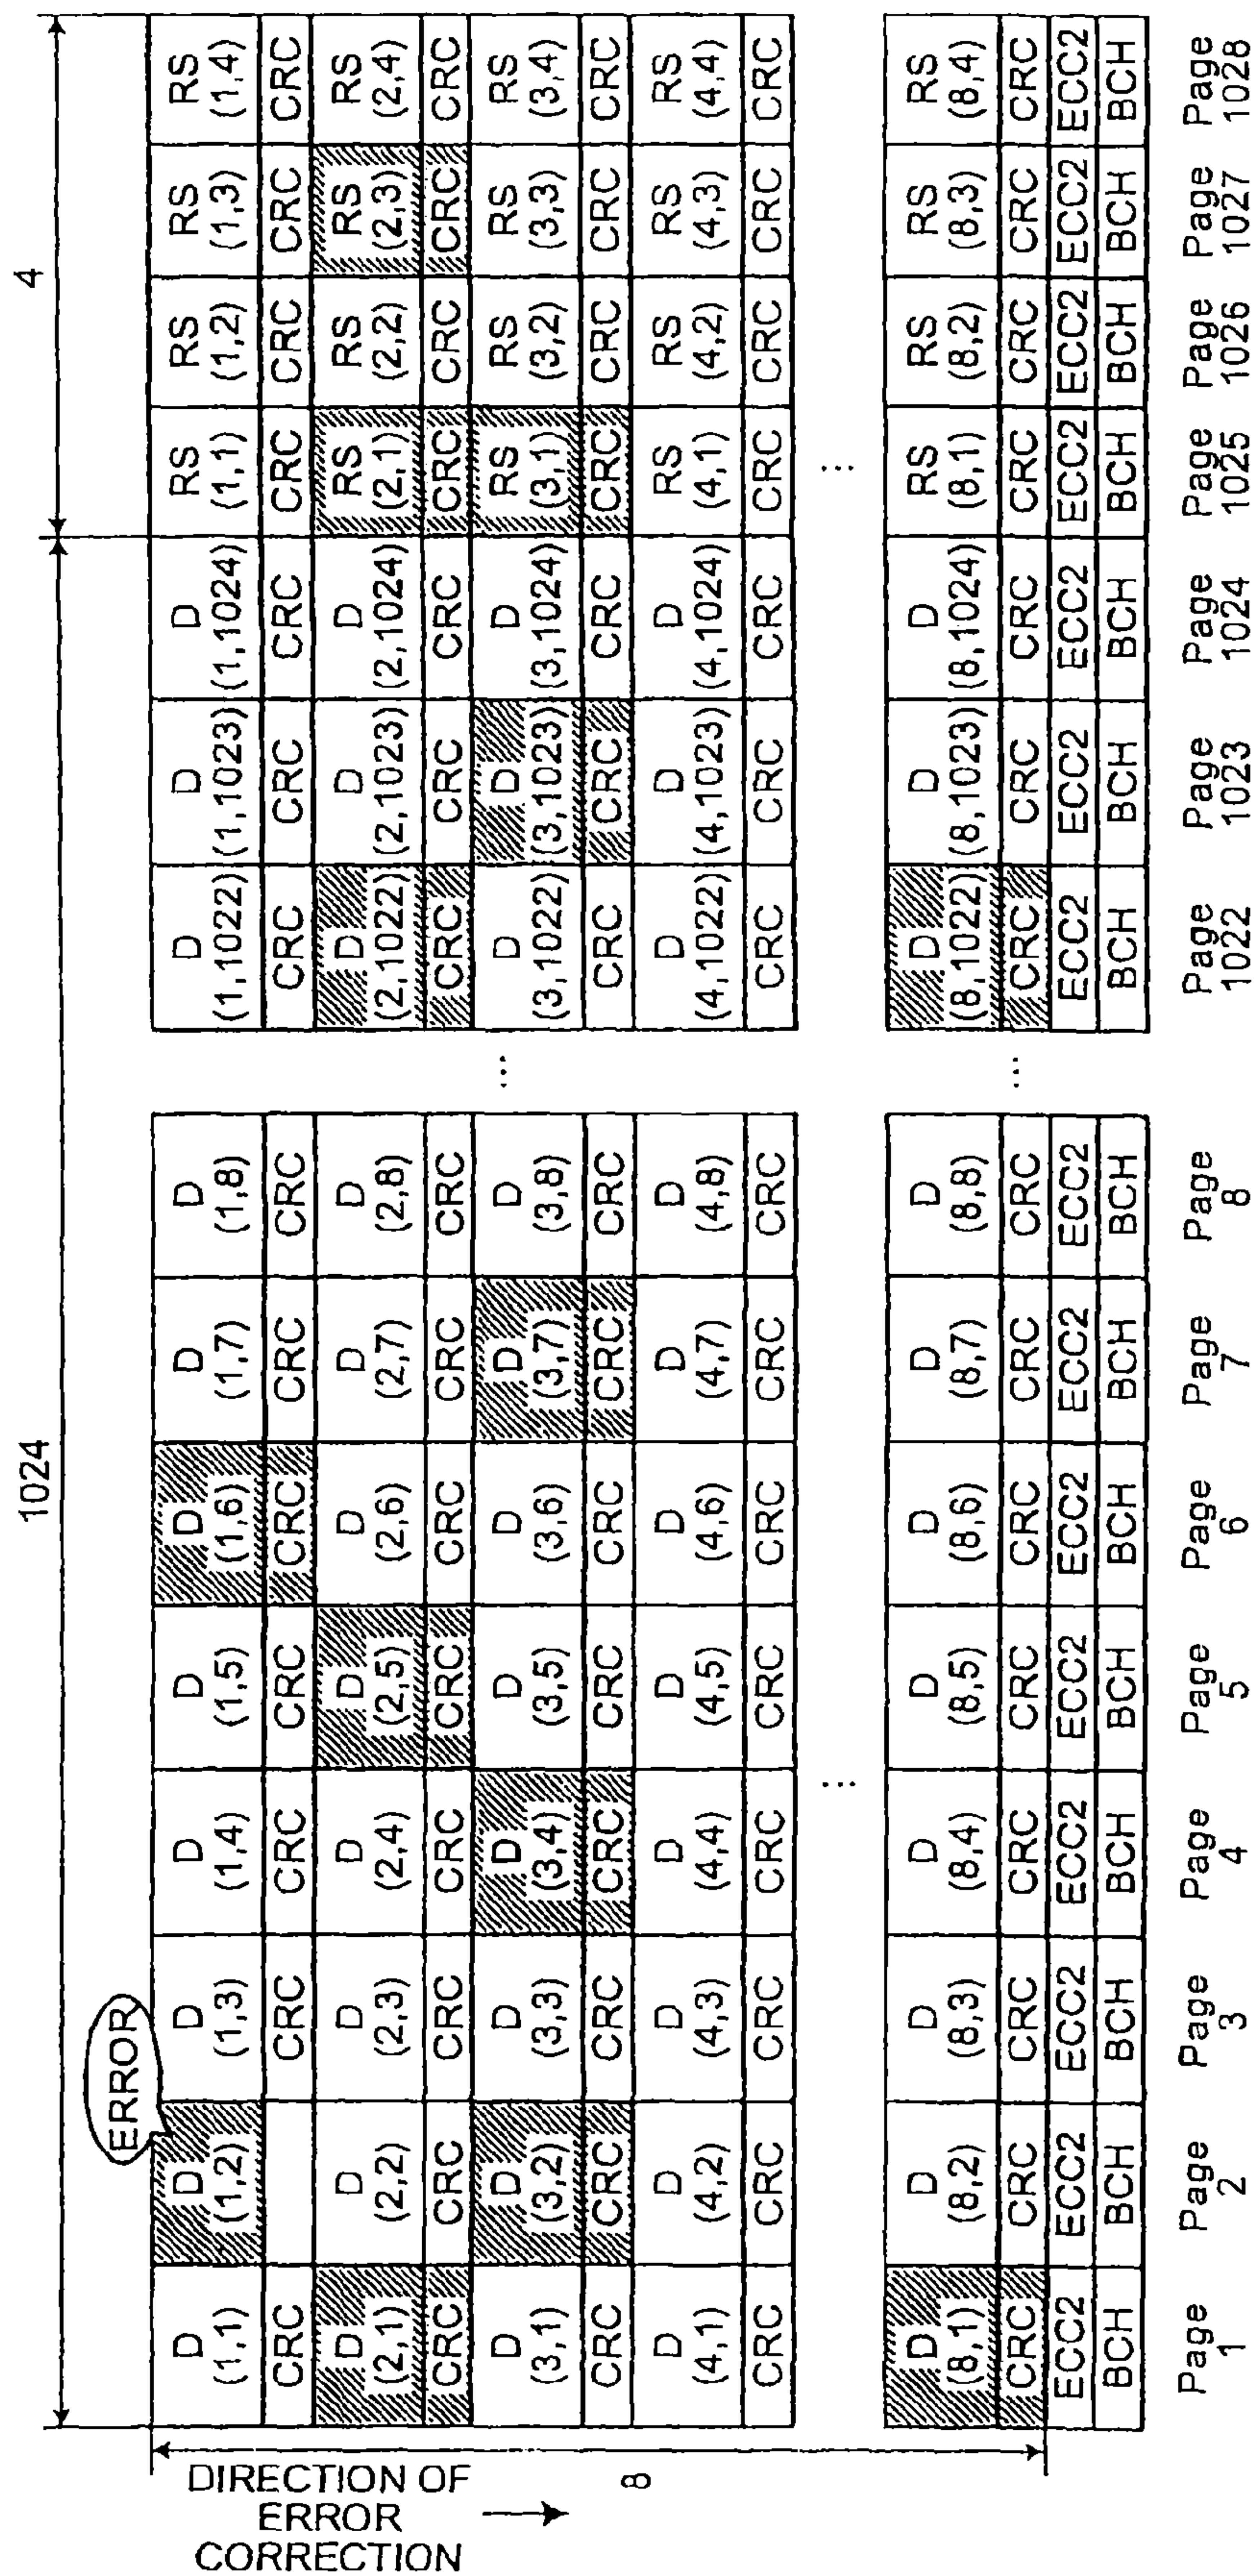 1024 4
ERROR
D D D D D D D D D D D RS RS RS RS
(1,1) (1,2) (1,3) (1,4) (1,5) (1,6) (1,7) (1,8) (1,1022) (1,1023) (1,1024) (1,1) (1,2) (1,3) (1,4)
CRC CRC CRC CRC CRC CRC CRC CRC CRC CRC CRC CRC CRC CRC
D D D D D D D D D D D RS RS RS RS
(2,1) (2,2) (2,3) (2,4) (2,5) (2,6) (2,7) (2,8) (2,1022) (2,1023) (2,1024) (2,1) (2,2) (2,3) (2,4)
CRC CRC CRC CRC CRC CRC CRC CRC CRC CRC CRC CRC CRC CRC CRC
D D D D D D D D ... D D D RS RS RS RS
(3,1) (3,2) (3,3) (3,4) (3,5) (3,6) (3,7) (3,8) (3,1022) (3,1023) (3,1024) (3,1) (3,2) (3,3) (3,4)
CRC CRC CRC CRC CRC CRC CRC CRC CRC CRC CRC CRC CRC CRC CRC
D D D D D D D D D D D RS RS RS RS
(4,1) (4,2) (4,3) (4,4) (4,5) (4,6) (4,7) (4,8) (4,1022) (4,1023) (4,1024) (4,1) (4,2) (4,3) (4,4)
CRC CRC CRC CRC CRC CRC CRC CRC CRC CRC CRC CRC CRC CRC CRC
... ...
D D D D D D D D D D D RS RS RS RS
(8,1) (8,2) (8,3) (8,4) (8,5) (8,6) (8,7) (8,8) (8,1022) (8,1023) (8,1024) (8,1) (8,2) (8,3) (8,4)
CRC CRC CRC CRC CRC CRC CRC CRC ... CRC CRC CRC CRC CRC CRC CRC
ECC2 ECC2 ECC2 ECC2 ECC2 ECC2 ECC2 ECC2 ECC2 ECC2 ECC2 ECC2 ECC2 ECC2 ECC2
BCH BCH BCH BCH BCH BCH BCH BCH BCH BCH BCH BCH BCH BCH BCH
Page Page Page Page Page Page Page Page Page Page Page Page Page Page Page
1 2 3 4 5 6 7 8 1022 1023 1024 1025 1026 1027 1028
DIRECTION OF
ERROR
CORRECTION
8